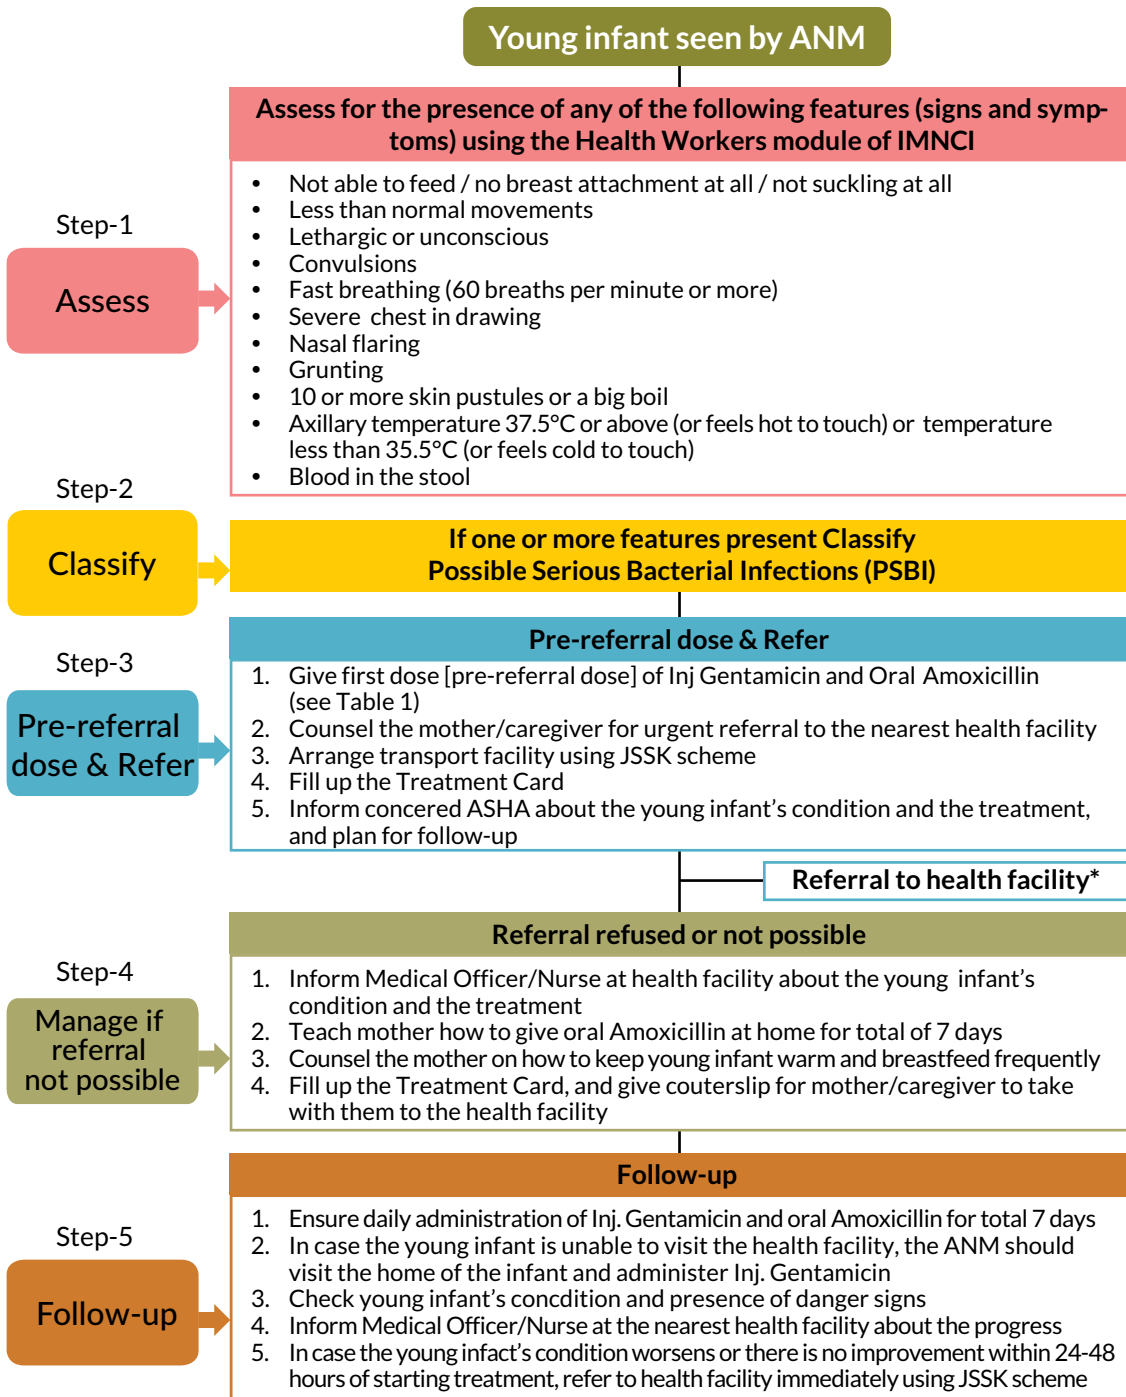 Young infant seen by ANM
Assess for the presence of any of the following features (signs and symp-
toms) using the Health Workers module of IMNCI
Step-1
Assess
• Not able to feed / no breast attachment at all / not suckling at all
• Less than normal movements
• Lethargic or unconscious
• Convulsions
• Fast breathing (60 breaths per minute or more)
• Severe chest in drawing
• Nasal flaring
• Grunting
• 10 or more skin pustules or a big boil
• Axillary temperature 37.5°C or above (or feels hot to touch) or temperature
less than 35.5°C (or feels cold to touch)
• Blood in the stool
Step-2
Classify
If one or more features present Classify
Possible Serious Bacterial Infections (PSBI)
Step-3
Pre-referral
dose & Refer
Pre-referral dose & Refer
1. Give first dose [pre-referral dose] of Inj Gentamicin and Oral Amoxicillin
(see Table 1)
2. Counsel the mother/caregiver for urgent referral to the nearest health facility
3. Arrange transport facility using JSSK scheme
4. Fill up the Treatment Card
5. Inform concered ASHA about the young infant's condition and the treatment,
and plan for follow-up
Referral to health facility*
Step-4
Manage if
referral
not possible
Referral refused or not possible
1. Inform Medical Officer/Nurse at health facility about the young infant's
condition and the treatment
2. Teach mother how to give oral Amoxicillin at home for total of 7 days
3. Counsel the mother on how to keep young infant warm and breastfeed frequently
4. Fill up the Treatment Card, and give couterslip for mother/caregiver to take
with them to the health facility
Step-5
Follow-up
Follow-up
1. Ensure daily administration of Inj. Gentamicin and oral Amoxicillin for total 7 days
2. In case the young infant is unable to visit the health facility, the ANM should
visit the home of the infant and administer Inj. Gentamicin
3. Check young infant's concdition and presence of danger signs
4. Inform Medical Officer/Nurse at the nearest health facility about the progress
5. In case the young infact's condition worsens or there is no improvement within 24-48
hours of starting treatment, refer to health facility immediately using JSSK scheme